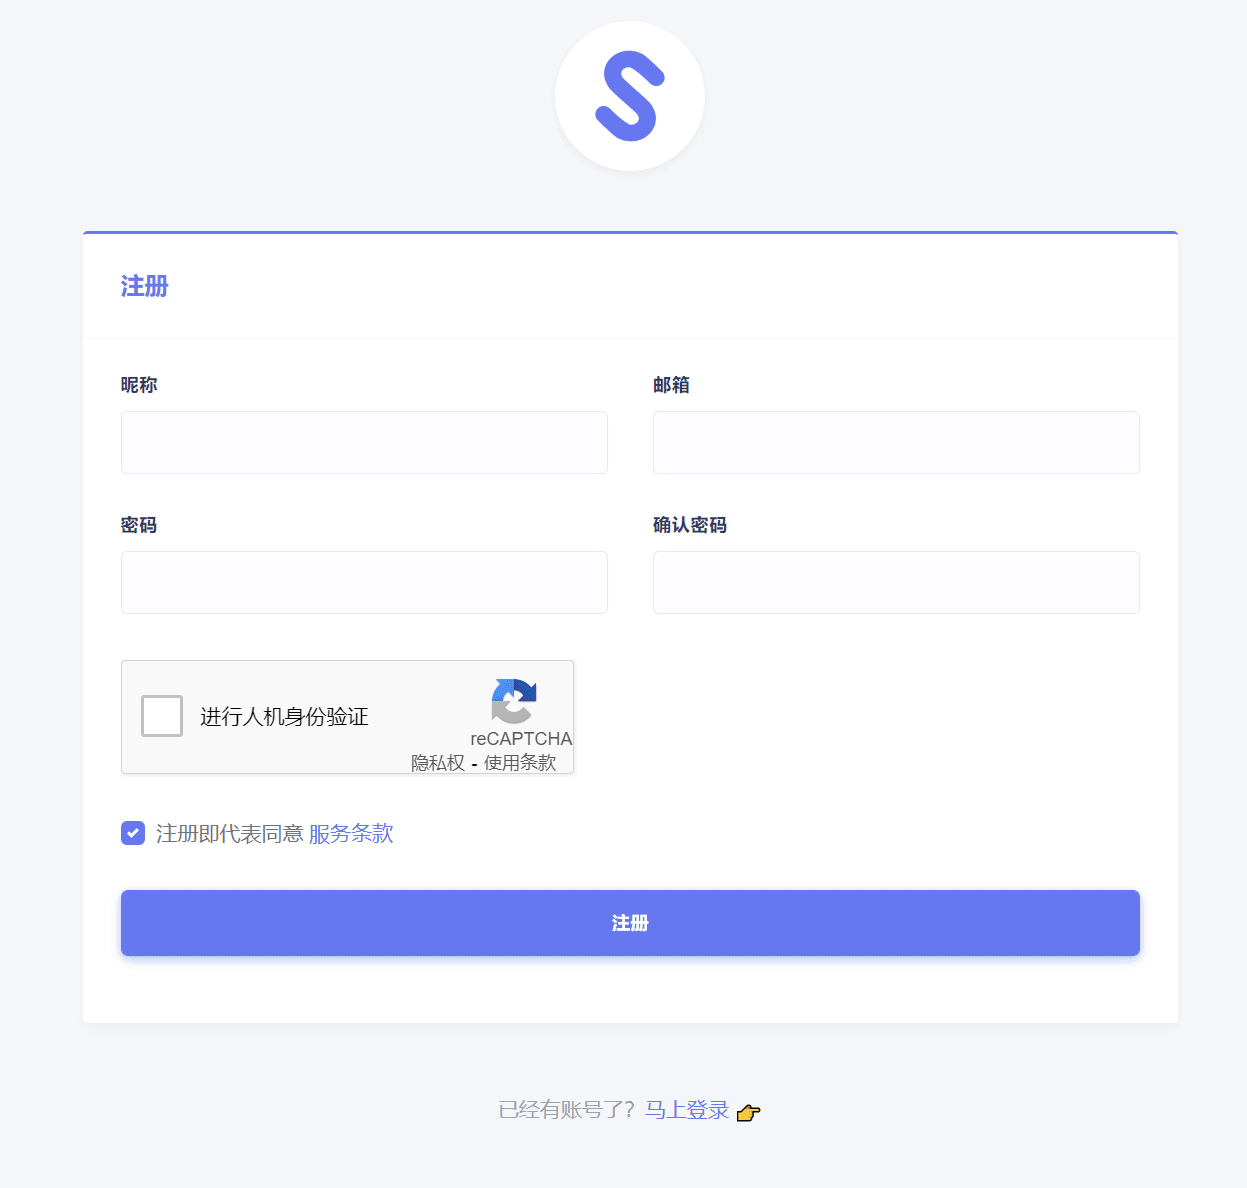 S
注册
昵称
邮箱
密码
确认密码
进行人机身份验证
reCAPTCHA
隐私权 - 使用条款
注册即代表同意 服务条款
注册
已经有账号了？马上登录 👉